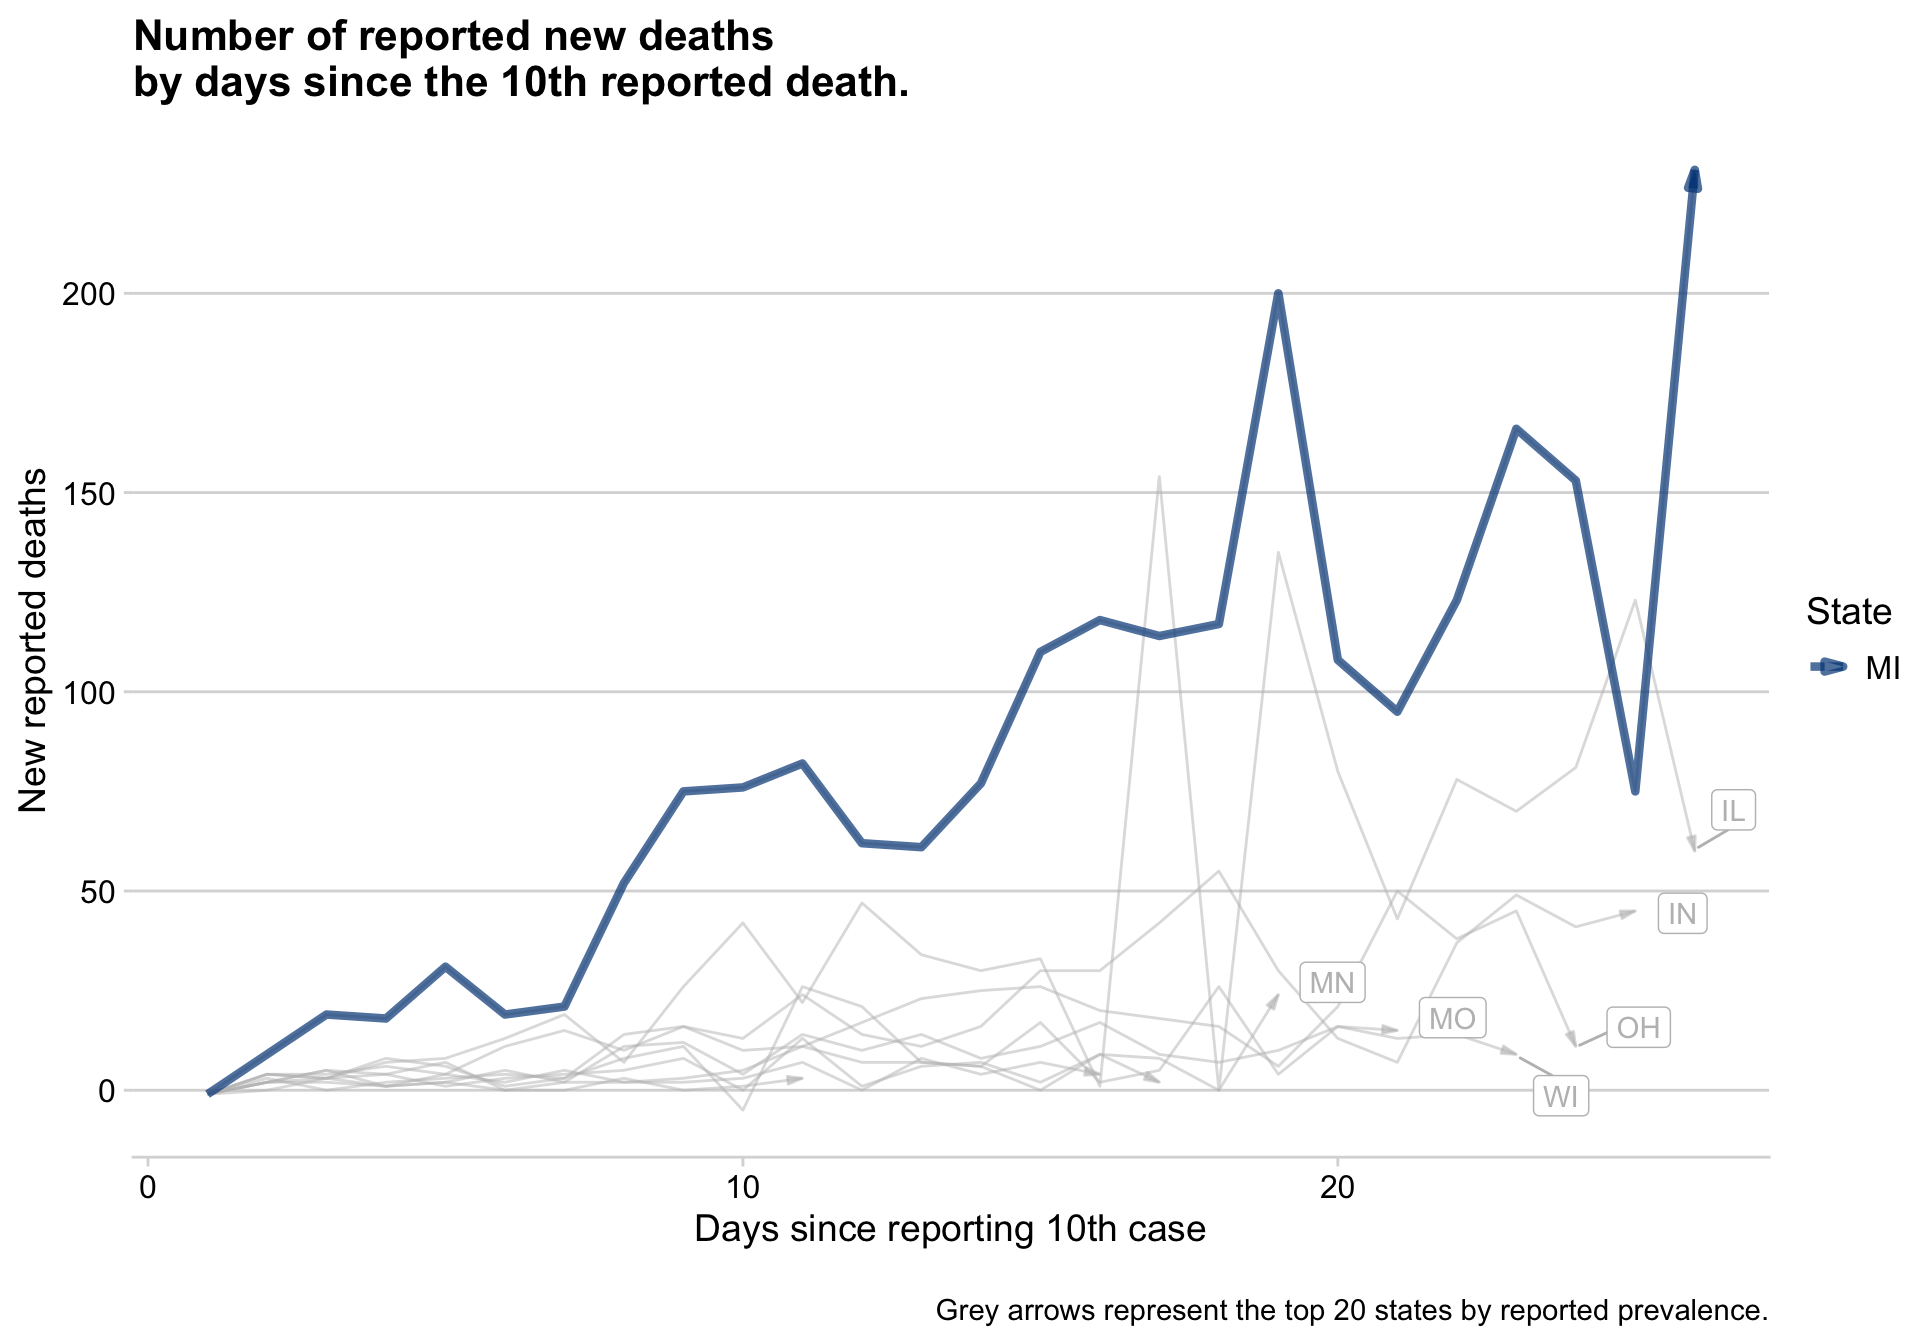 Number of reported new deaths
by days since the 10th reported death.
200
150
100
50
0
New reported deaths
IL
IN
MN
MO
OH
WI
State
MI
0
10
20
Days since reporting 10th case
Grey arrows represent the top 20 states by reported prevalence.